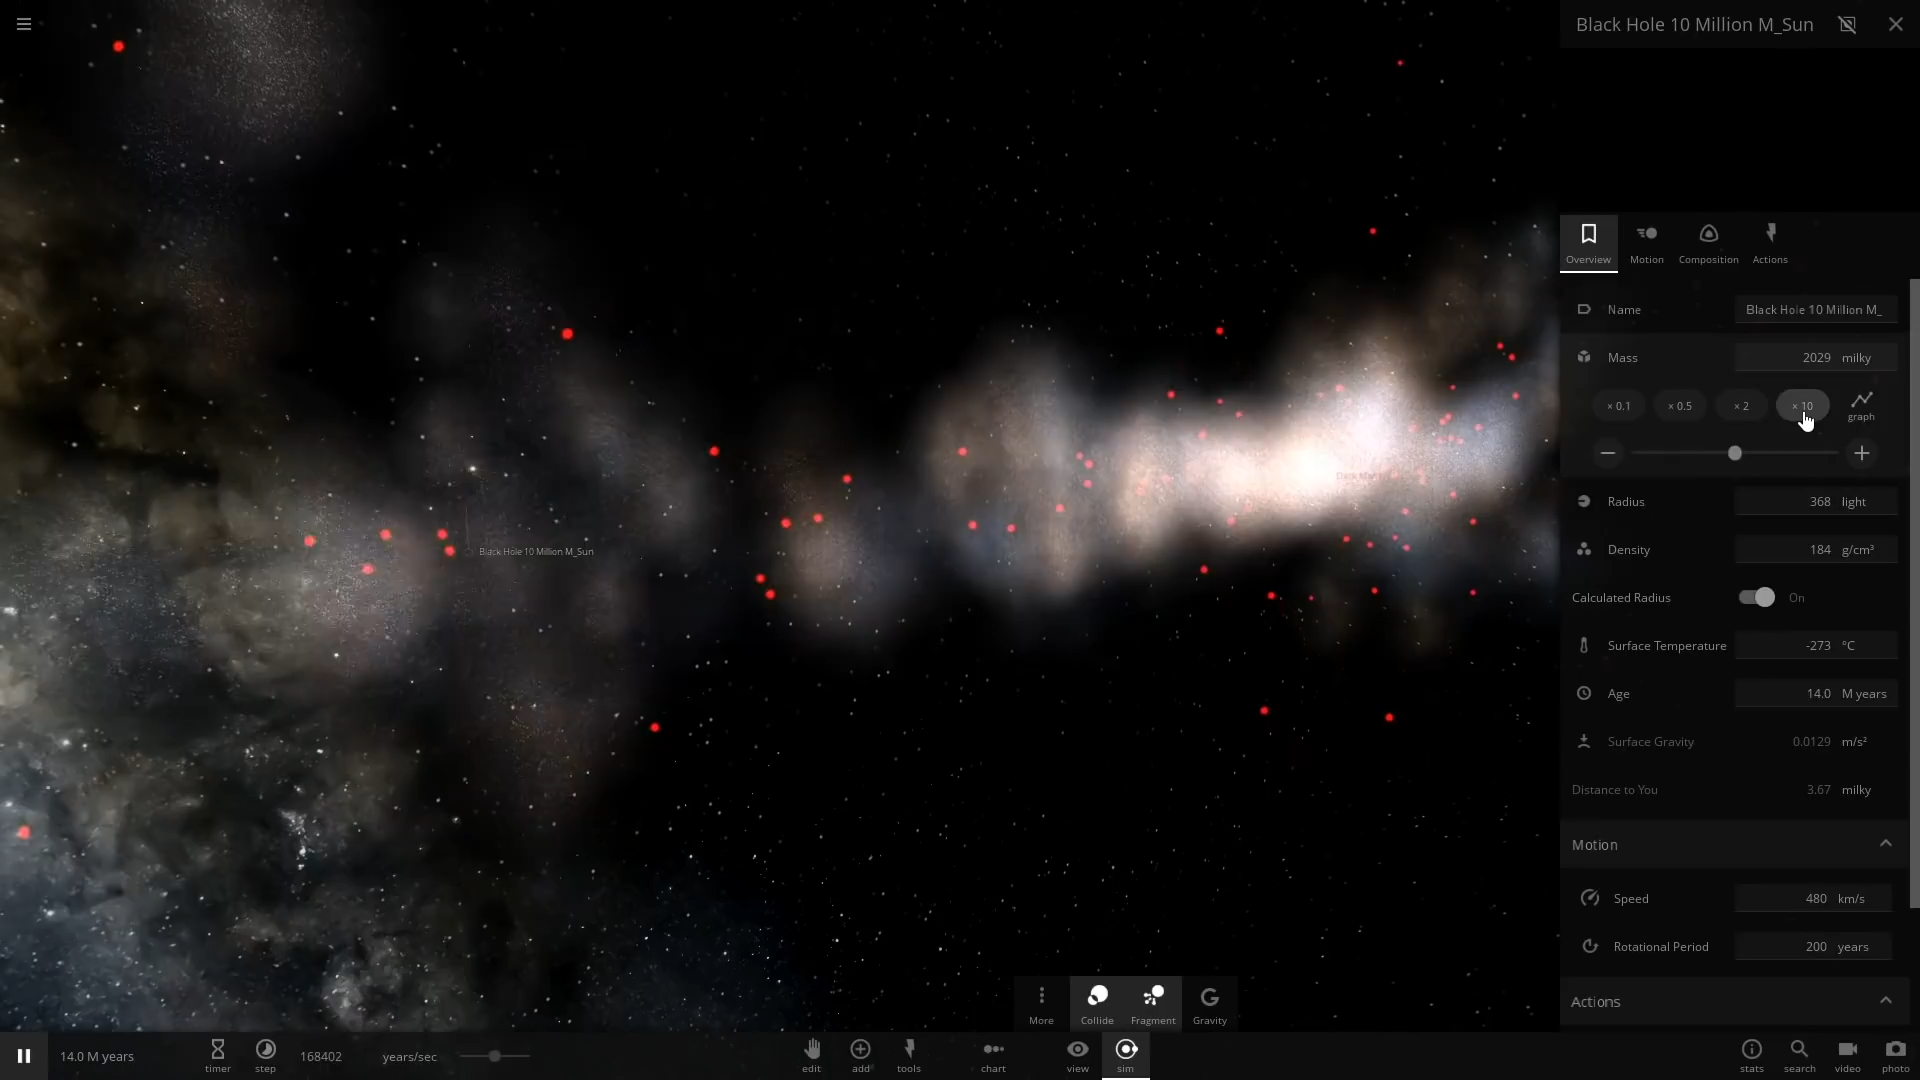 Black Hole 10 Million M_Sun
Overview
Motion
Composition
Actions
Name
Black Hole 10 Million M_
Mass
2029 milky
× 0.1
× 0.5
× 2
× 10
graph
Radius
368 light
Density
184 g/cm³
Calculated Radius
On
Surface Temperature
-273 °C
Age
14.0 M years
Surface Gravity
0.0129 m/s²
Distance to You
3.67 milky
Motion
Speed
480 km/s
Rotational Period
200 years
Actions
Black Hole 10 Million M_Sun
More
Collide
Fragment
Gravity
14.0 M years
timer
step
168402 years/sec
edit
add
tools
chart
view
sim
stats
search
video
photo